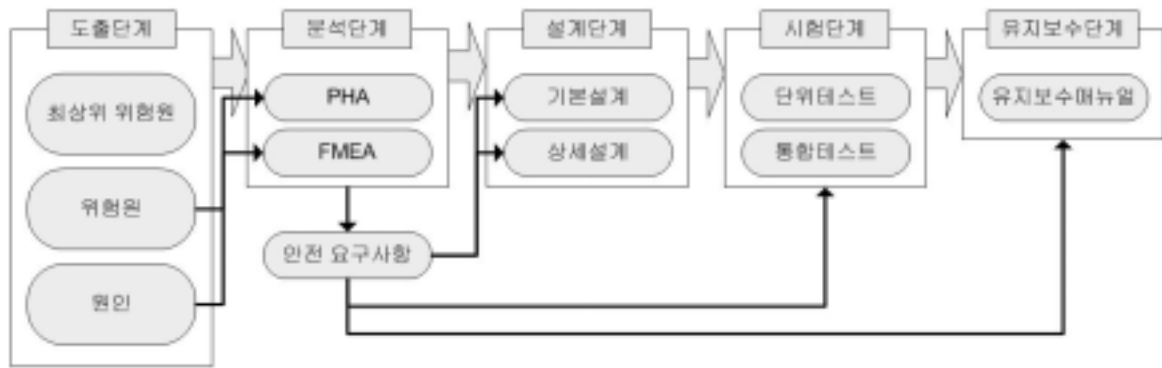 도출단계
최상위 위험원
위험원
원인
분석단계
PHA
FMEA
안전 요구사항
설계단계
기본설계
상세설계
시험단계
단위테스트
통합테스트
유지보수단계
유지보수매뉴얼